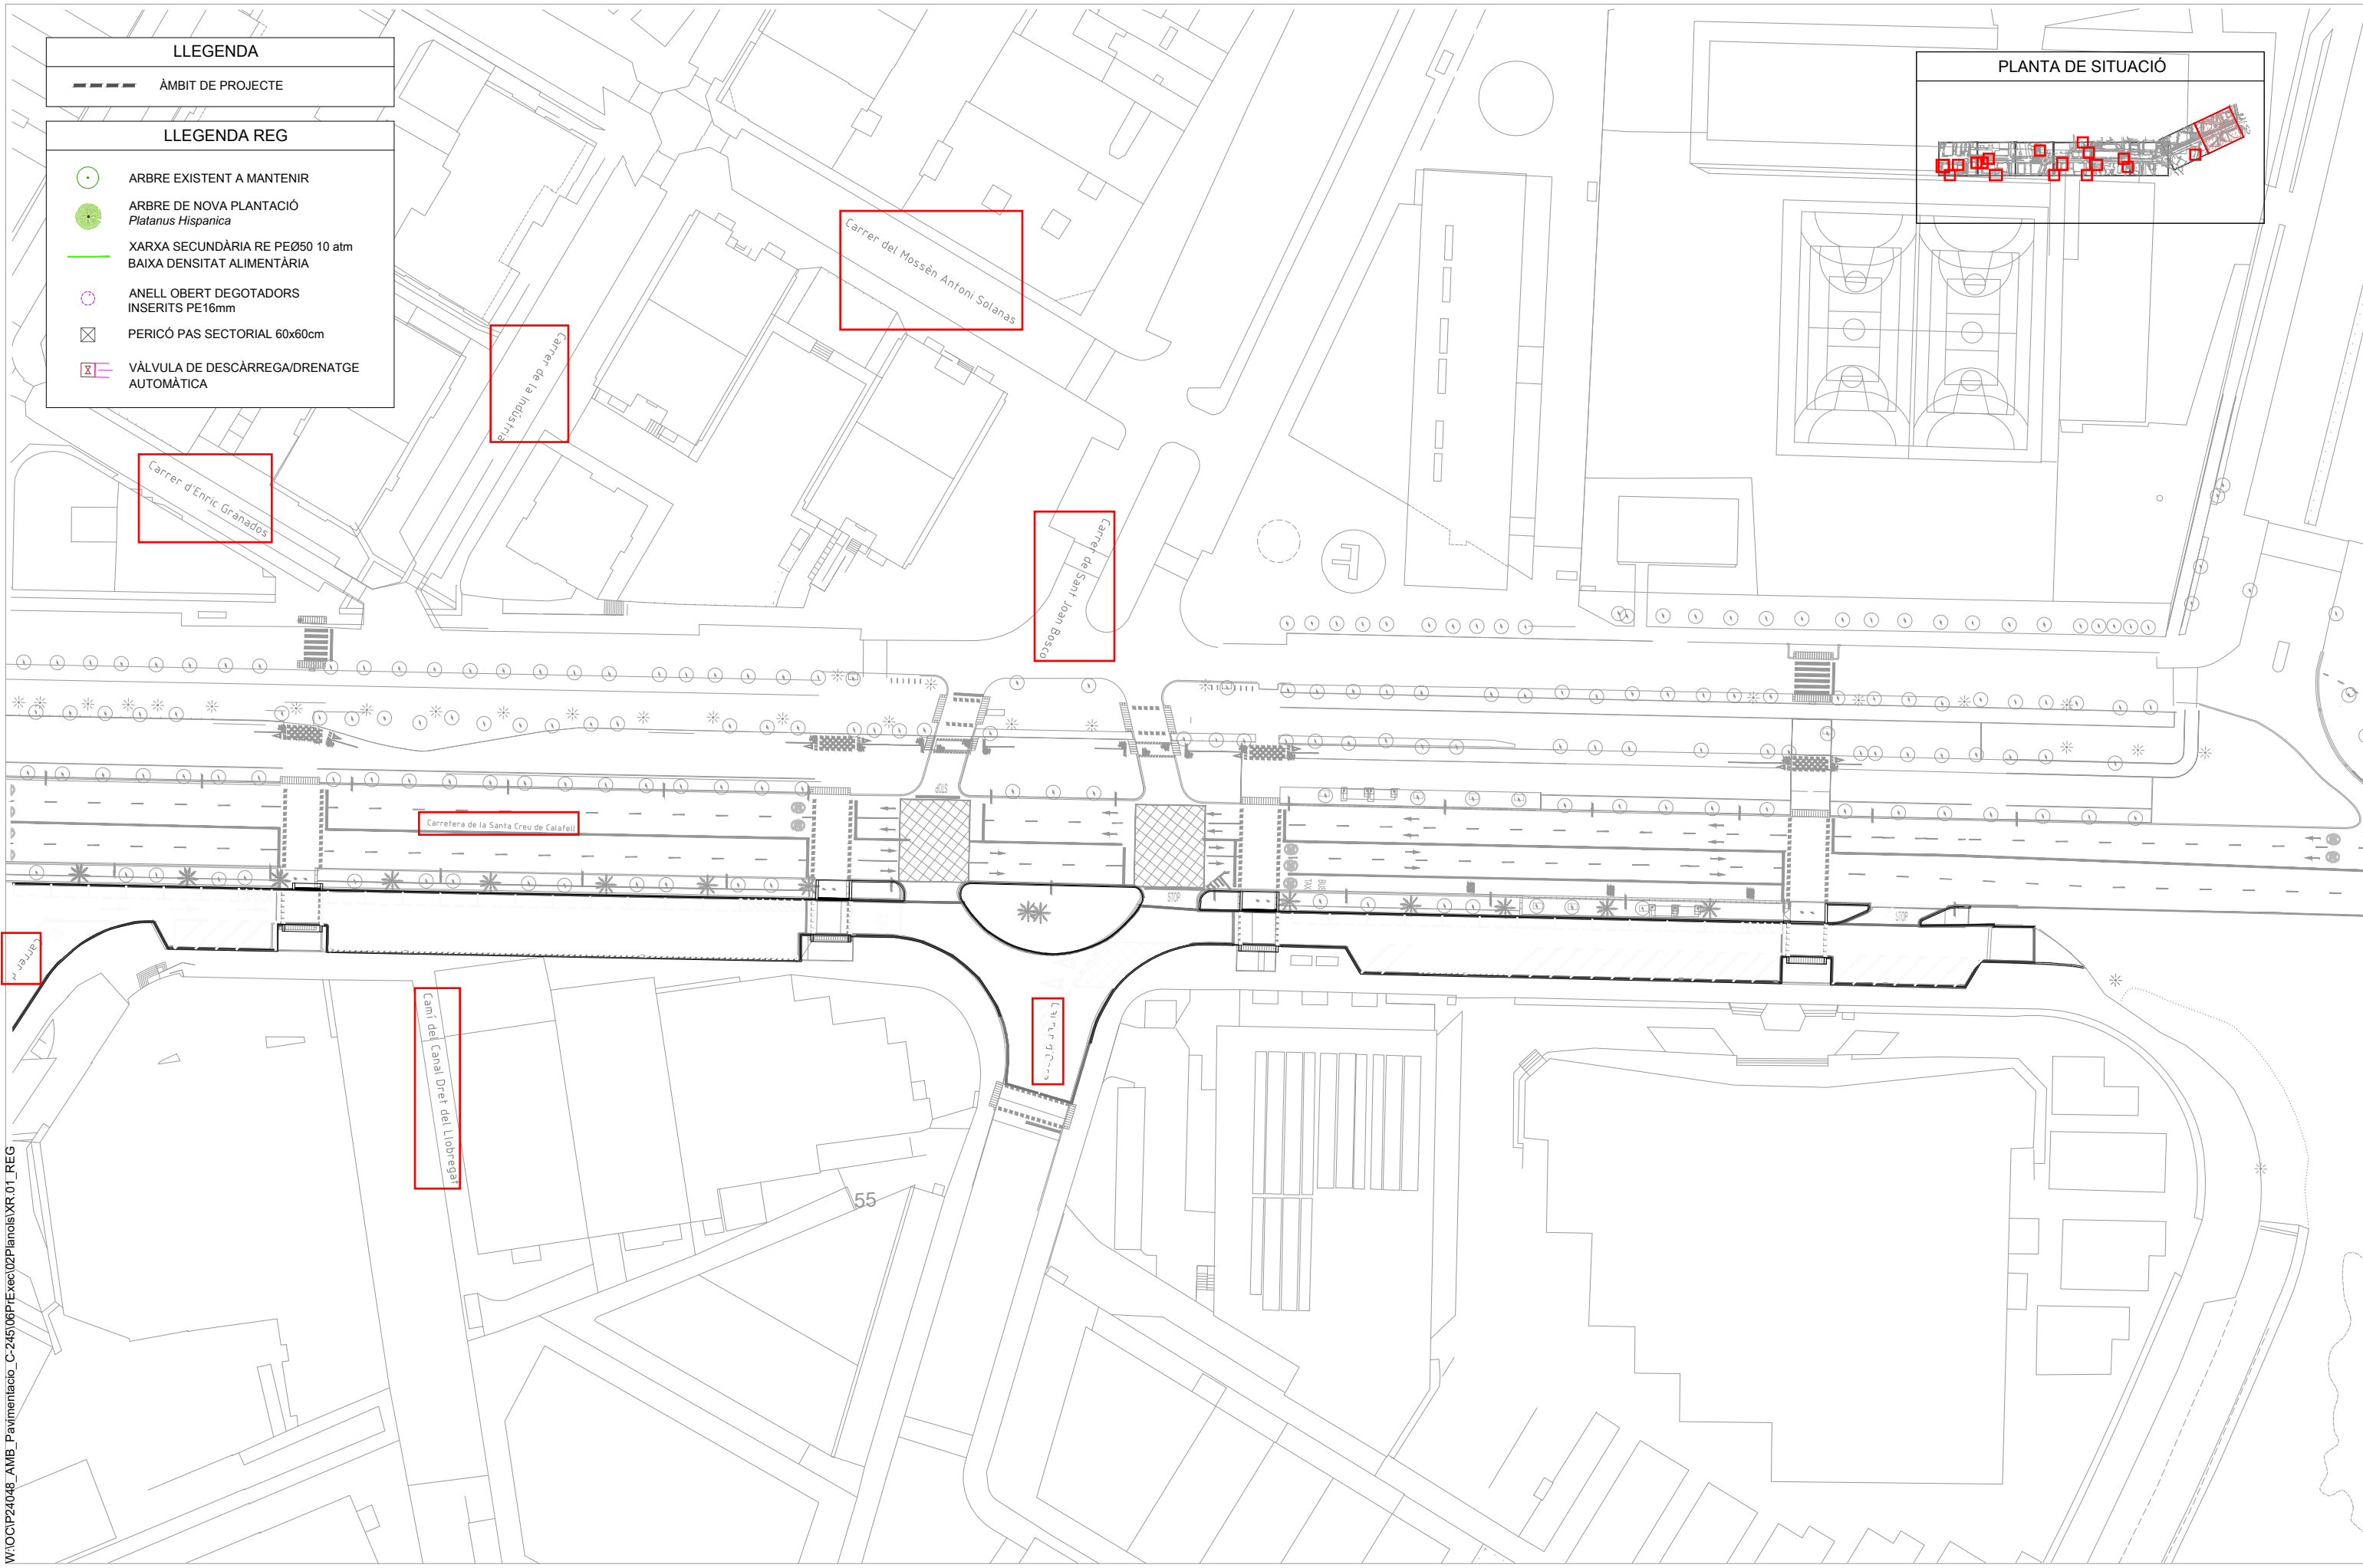 LLEGENDA
ÀMBIT DE PROJECTE
LLEGENDA REG
ARBRE EXISTENT A MANTENIR
ARBRE DE NOVA PLANTACIÓ
Platanus Hispanica
XARXA SECUNDÀRIA RE PEØ50 10 atm
BAIXA DENSITAT ALIMENTÀRIA
ANELL OBERT DEGOTADORS
INSERITS PE16mm
PERICÓ PAS SECTORIAL 60x60cm
VÀLVULA DE DESCÀRREGA/DRENATGE
AUTOMÀTICA
PLANTA DE SITUACIÓ
Carrer del Mossèn Antoni Solanas
Carrer de la Indústria
Carrer d'Enric Granados
Carrer de Sant Joan Bosco
STOP
Carretera de la Santa Creu de Calafell
BUS
TAXI
STOP
STOP
Carrer
Camí del Canal Dret del Llobregat
55
W:\OC\P24048_AMB_Pavimentacio_C-245\06PrExec\02Planols\XR.01_REG